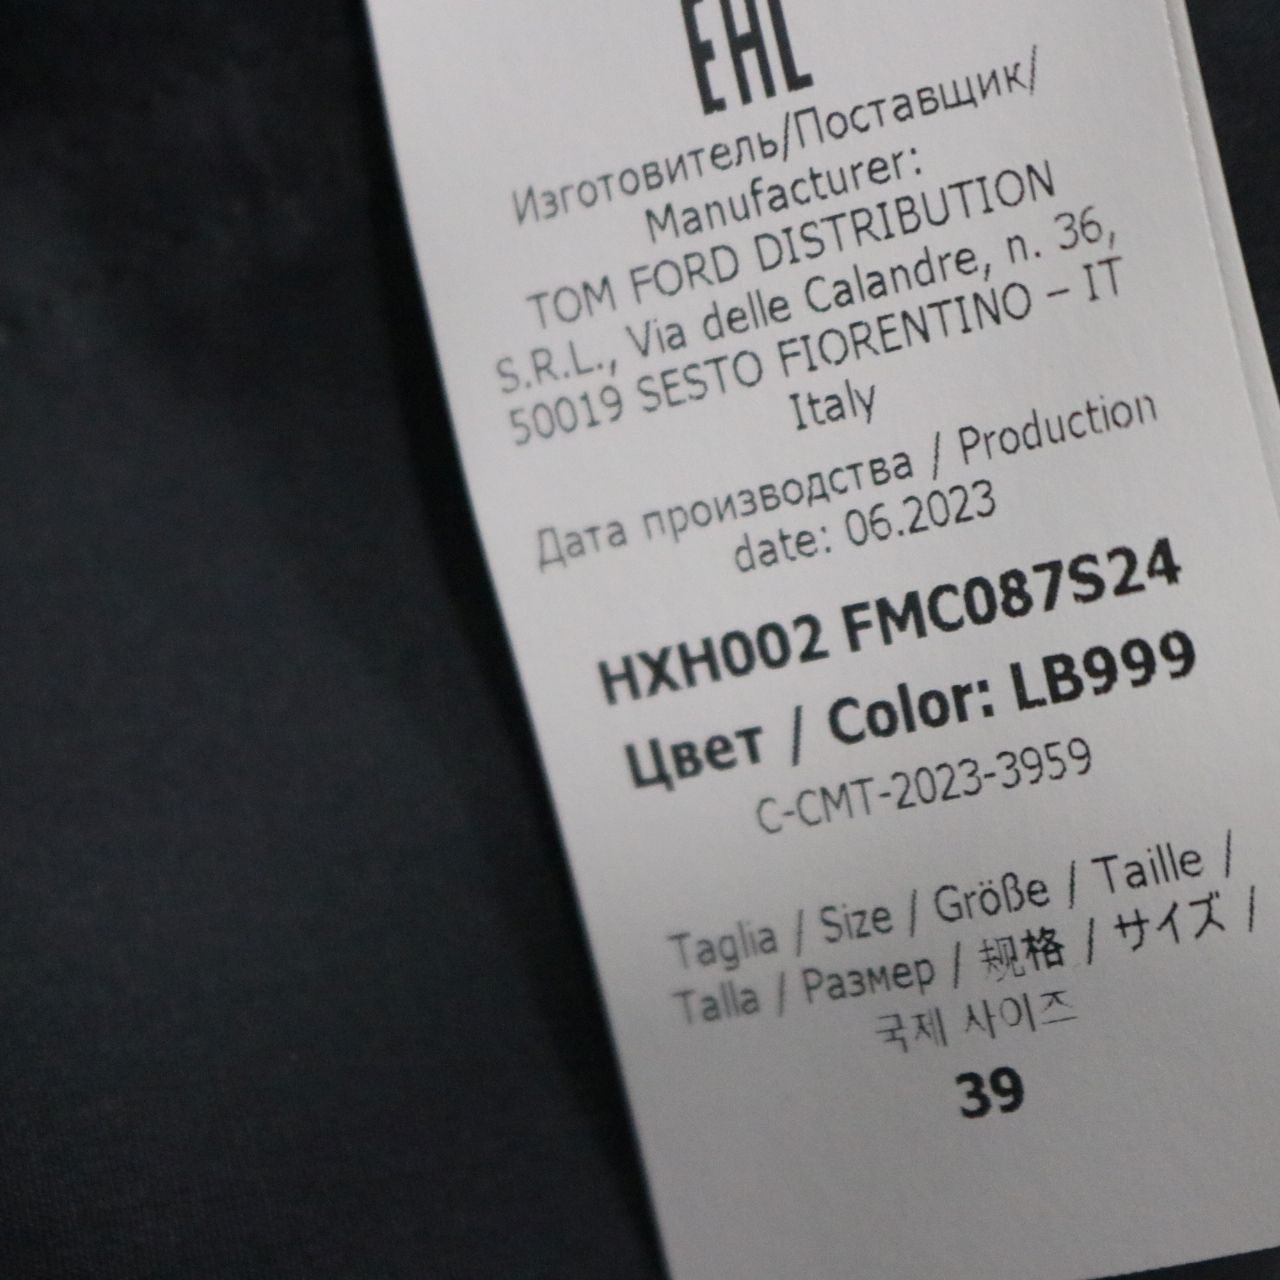 EAC
Изготовитель/Поставщик/
Manufacturer:
TOM FORD DISTRIBUTION
S.R.L., Via delle Calandre, n. 36,
50019 SESTO FIORENTINO – IT
Italy
Дата производства / Production
date: 06.2023
HXH002 FMC087S24
Цвет / Color: LB999
C-CMT-2023-3959
Taglia / Size / Größe / Taille /
Talla / Размер / 规格 / サイズ /
국제 사이즈
39